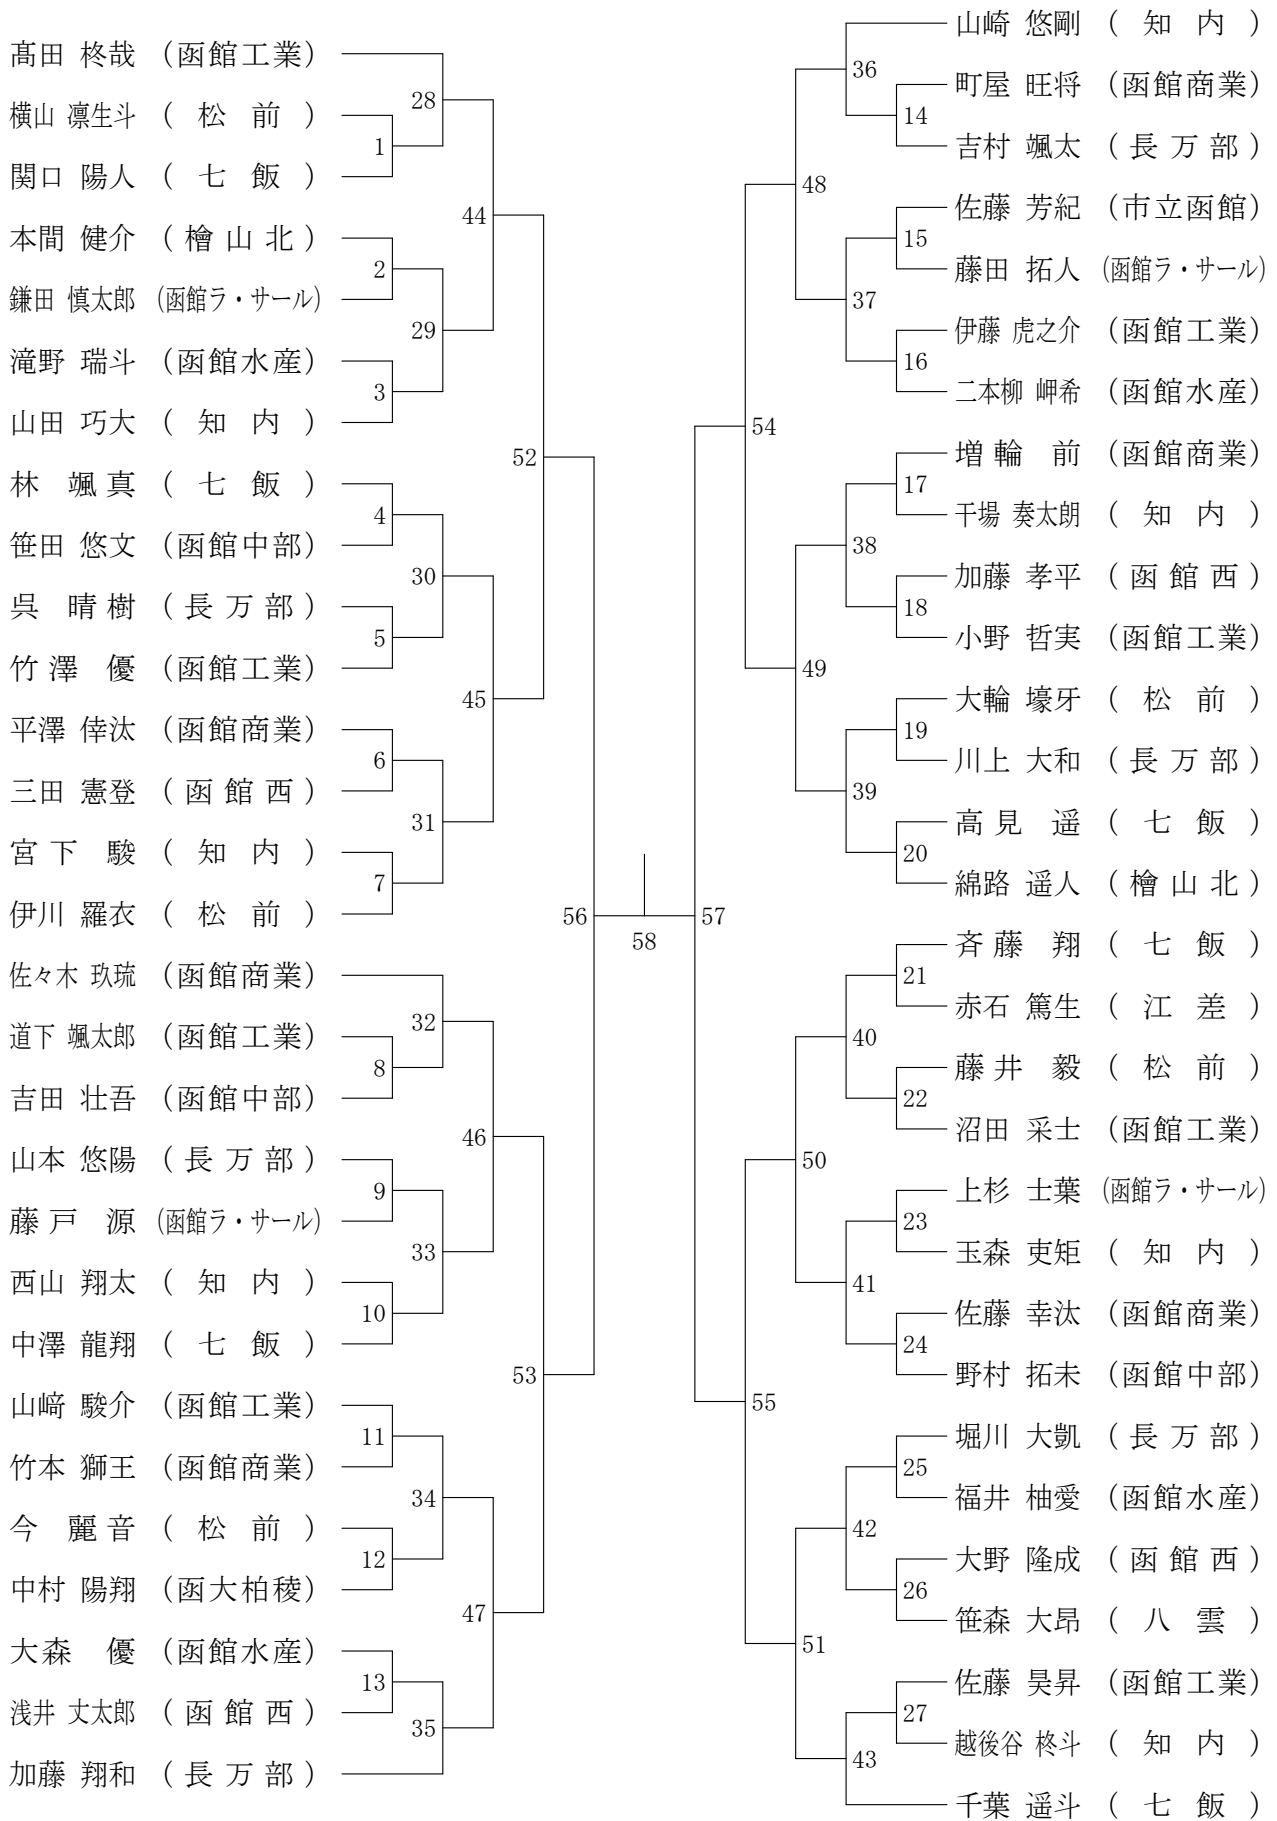 髙田 柊哉 (函館工業)
横山 凛生斗 (松前)
関口 陽人 (七飯)
本間 健介 (檜山北)
鎌田 慎太郎 (函館ラ・サール)
滝野 瑞斗 (函館水産)
山田 巧大 (知内)
林 颯真 (七飯)
笹田 悠文 (函館中部)
呉 晴樹 (長万部)
竹澤 優 (函館工業)
平澤 倖汰 (函館商業)
三田 憲登 (函館西)
宮下 駿 (知内)
伊川 羅衣 (松前)
佐々木 玖琉 (函館商業)
道下 颯太郎 (函館工業)
吉田 壮吾 (函館中部)
山本 悠陽 (長万部)
藤戸 源 (函館ラ・サール)
西山 翔太 (知内)
中澤 龍翔 (七飯)
山﨑 駿介 (函館工業)
竹本 獅王 (函館商業)
今 麗音 (松前)
中村 陽翔 (函大柏稜)
大森 優 (函館水産)
浅井 丈太郎 (函館西)
加藤 翔和 (長万部)
1
2
3
4
5
6
7
8
9
10
11
12
13
28
29
30
31
32
33
34
35
44
45
46
47
52
53
56
58
57
54
55
48
49
50
51
36
37
38
39
40
41
42
43
14
15
16
17
18
19
20
21
22
23
24
25
26
27
山崎 悠剛 (知内)
町屋 旺将 (函館商業)
吉村 颯太 (長万部)
佐藤 芳紀 (市立函館)
藤田 拓人 (函館ラ・サール)
伊藤 虎之介 (函館工業)
二本柳 岬希 (函館水産)
増輪 前 (函館商業)
干場 奏太朗 (知内)
加藤 孝平 (函館西)
小野 哲実 (函館工業)
大輪 壕牙 (松前)
川上 大和 (長万部)
高見 遥 (七飯)
綿路 遥人 (檜山北)
斉藤 翔 (七飯)
赤石 篤生 (江差)
藤井 毅 (松前)
沼田 采士 (函館工業)
上杉 士葉 (函館ラ・サール)
玉森 吏矩 (知内)
佐藤 幸汰 (函館商業)
野村 拓未 (函館中部)
堀川 大凱 (長万部)
福井 柚愛 (函館水産)
大野 隆成 (函館西)
笹森 大昂 (八雲)
佐藤 昊昇 (函館工業)
越後谷 柊斗 (知内)
千葉 遥斗 (七飯)